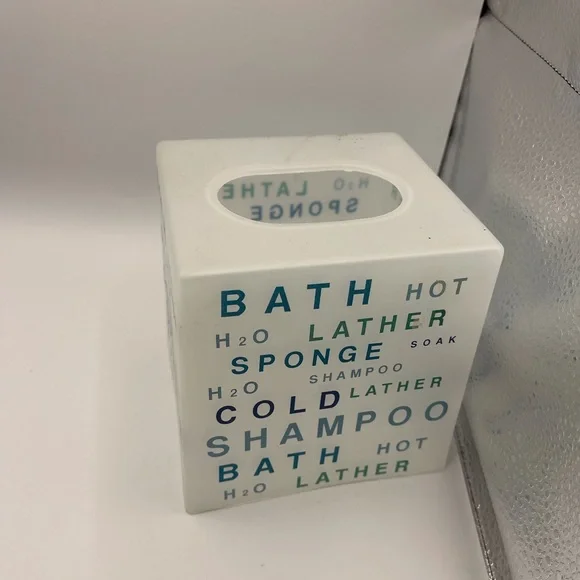 H2O LATHE
SPONGE
BATH HOT
H2O LATHER
SPONGE SOAK
SHAMPOO
H2O LATHER
COLD
SHAMPOO
BATH HOT
H2O LATHER